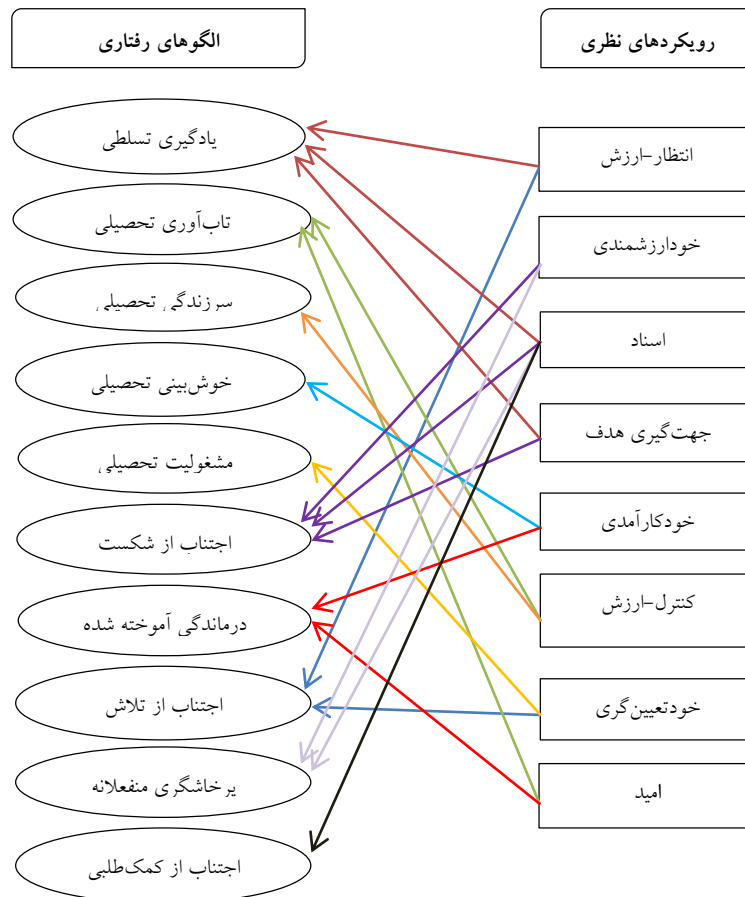 رویکردهای نظری
الگوهای رفتاری
انتظار-ارزش
خودارزشمندی
اسناد
جهت‌گیری هدف
خودکارآمدی
کنترل-ارزش
خودتعیین‌گری
امید
یادگیری تسلطی
تاب‌آوری تحصیلی
سرزندگی تحصیلی
خوش‌بینی تحصیلی
مشغولیت تحصیلی
اجتناب از شکست
درماندگی آموخته شده
اجتناب از تلاش
پرخاشگری منفعلانه
اجتناب از کمک‌طلبی